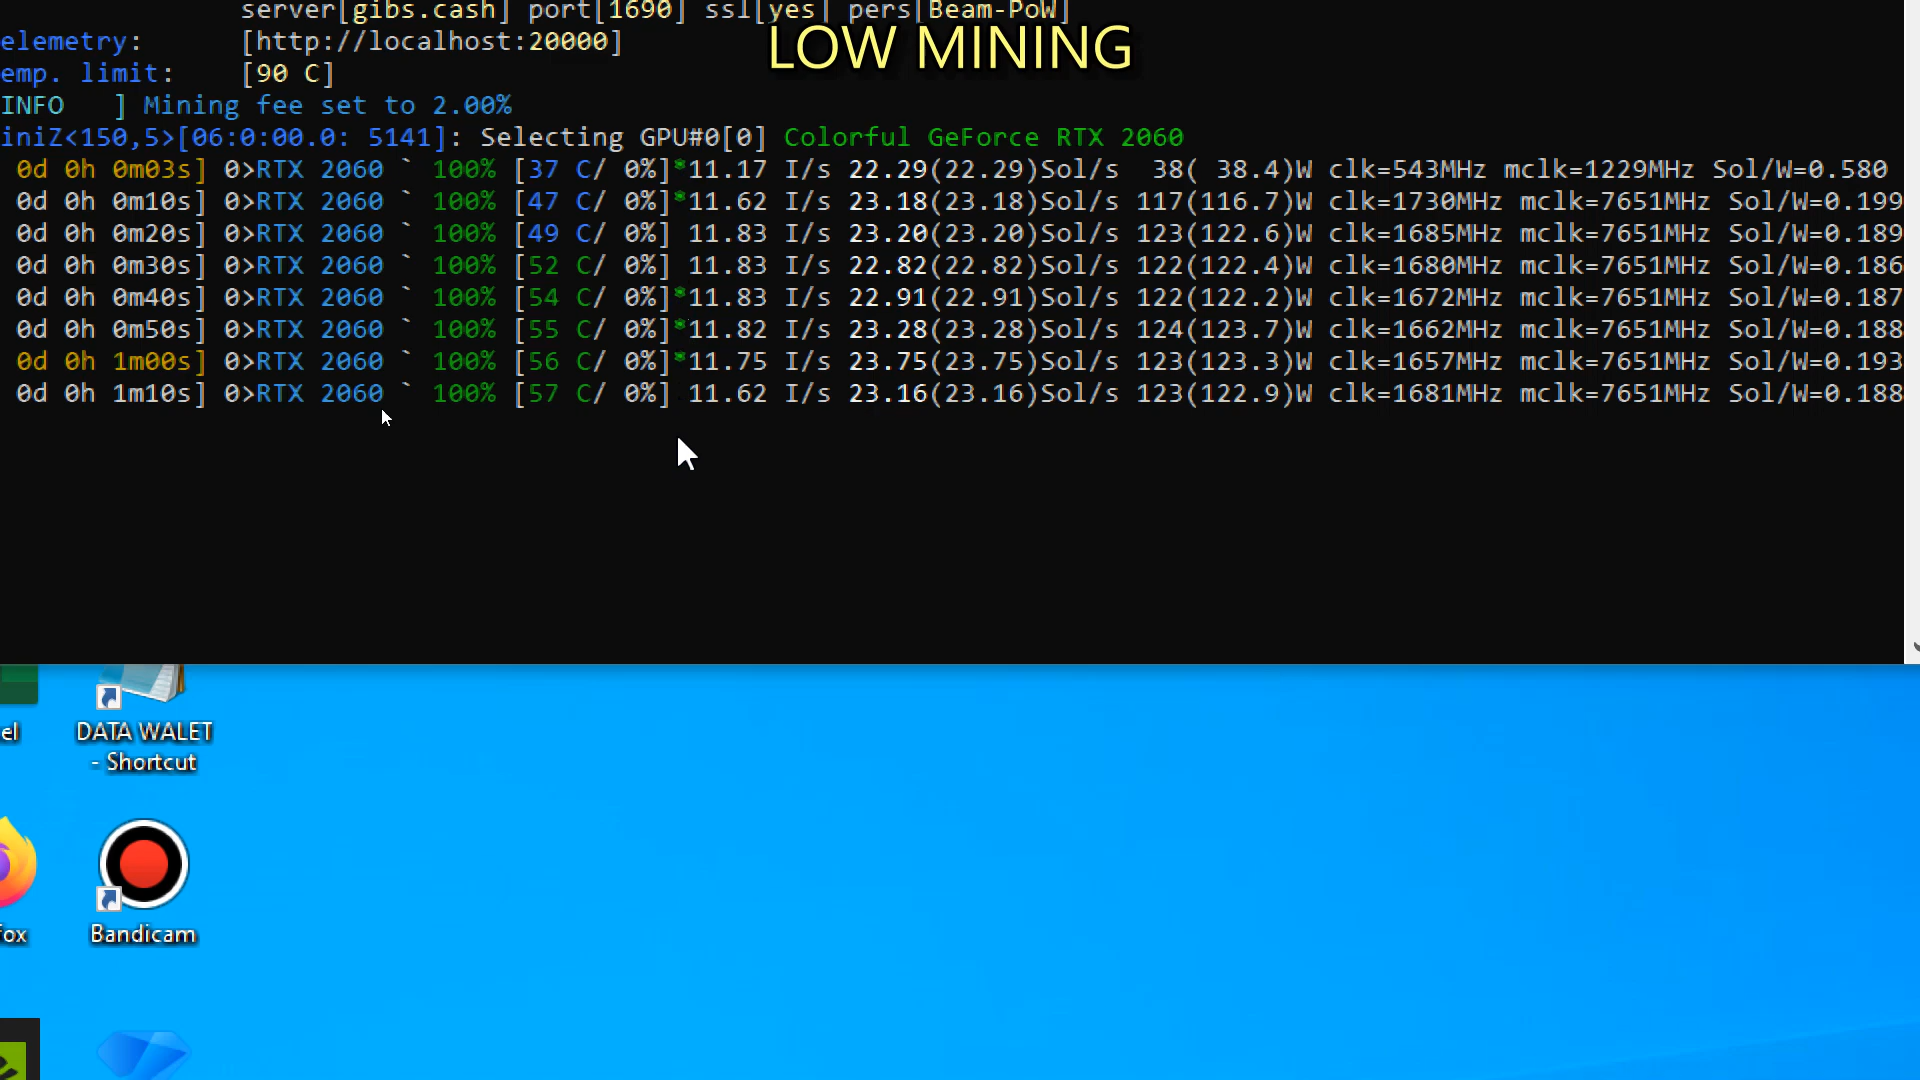 server[gibs.cash] port[1690] ssl[yes] pers[Beam-PoW]
LOW MINING
elemetry: [http://localhost:20000]
emp. limit: [90 C]
INFO ] Mining fee set to 2.00%
iniZ<150,5>[06:0:00.0: 5141]: Selecting GPU#0[0] Colorful GeForce RTX 2060
0d 0h 0m03s] 0>RTX 2060 ` 100% [37 C/ 0%]*11.17 I/s 22.29(22.29)Sol/s 38( 38.4)W clk=543MHz mclk=1229MHz Sol/W=0.580
0d 0h 0m10s] 0>RTX 2060 ` 100% [47 C/ 0%]*11.62 I/s 23.18(23.18)Sol/s 117(116.7)W clk=1730MHz mclk=7651MHz Sol/W=0.199
0d 0h 0m20s] 0>RTX 2060 ` 100% [49 C/ 0%] 11.83 I/s 23.20(23.20)Sol/s 123(122.6)W clk=1685MHz mclk=7651MHz Sol/W=0.189
0d 0h 0m30s] 0>RTX 2060 ` 100% [52 C/ 0%] 11.83 I/s 22.82(22.82)Sol/s 122(122.4)W clk=1680MHz mclk=7651MHz Sol/W=0.186
0d 0h 0m40s] 0>RTX 2060 ` 100% [54 C/ 0%]*11.83 I/s 22.91(22.91)Sol/s 122(122.2)W clk=1672MHz mclk=7651MHz Sol/W=0.187
0d 0h 0m50s] 0>RTX 2060 ` 100% [55 C/ 0%]*11.82 I/s 23.28(23.28)Sol/s 124(123.7)W clk=1662MHz mclk=7651MHz Sol/W=0.188
0d 0h 1m00s] 0>RTX 2060 ` 100% [56 C/ 0%]*11.75 I/s 23.75(23.75)Sol/s 123(123.3)W clk=1657MHz mclk=7651MHz Sol/W=0.193
0d 0h 1m10s] 0>RTX 2060 ` 100% [57 C/ 0%] 11.62 I/s 23.16(23.16)Sol/s 123(122.9)W clk=1681MHz mclk=7651MHz Sol/W=0.188
el
DATA WALET
- Shortcut
fox
Bandicam